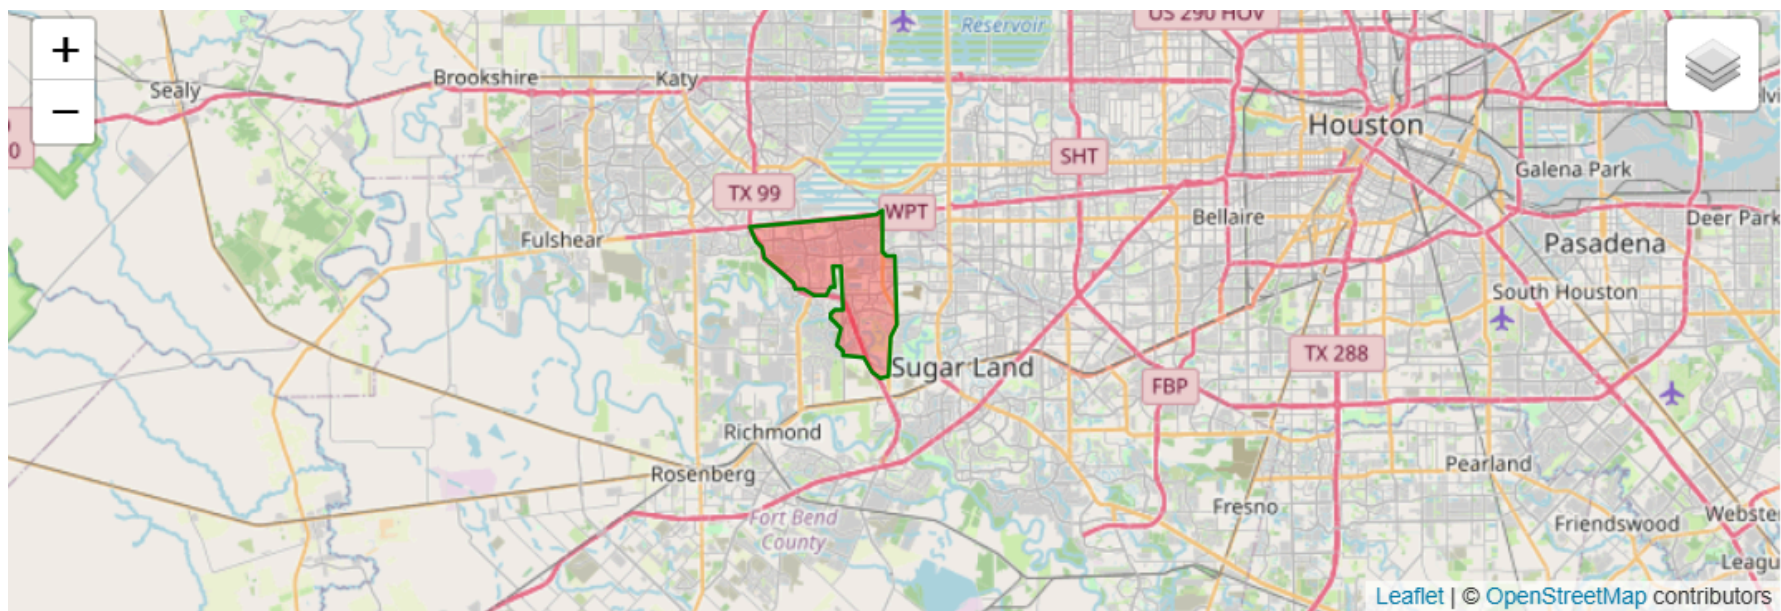 +
−
US 290 HOV
Reservoir
Sealy
Brookshire
Katy
Houston
SHT
Galena Park
TX 99
WPT
Bellaire
Deer Park
Fulshear
Pasadena
South Houston
TX 288
Sugar Land
FBP
Richmond
Pearland
Rosenberg
Fresno
Fort Bend
County
Friendswood
Webste
Leagu
0
Leaflet | © OpenStreetMap contributors